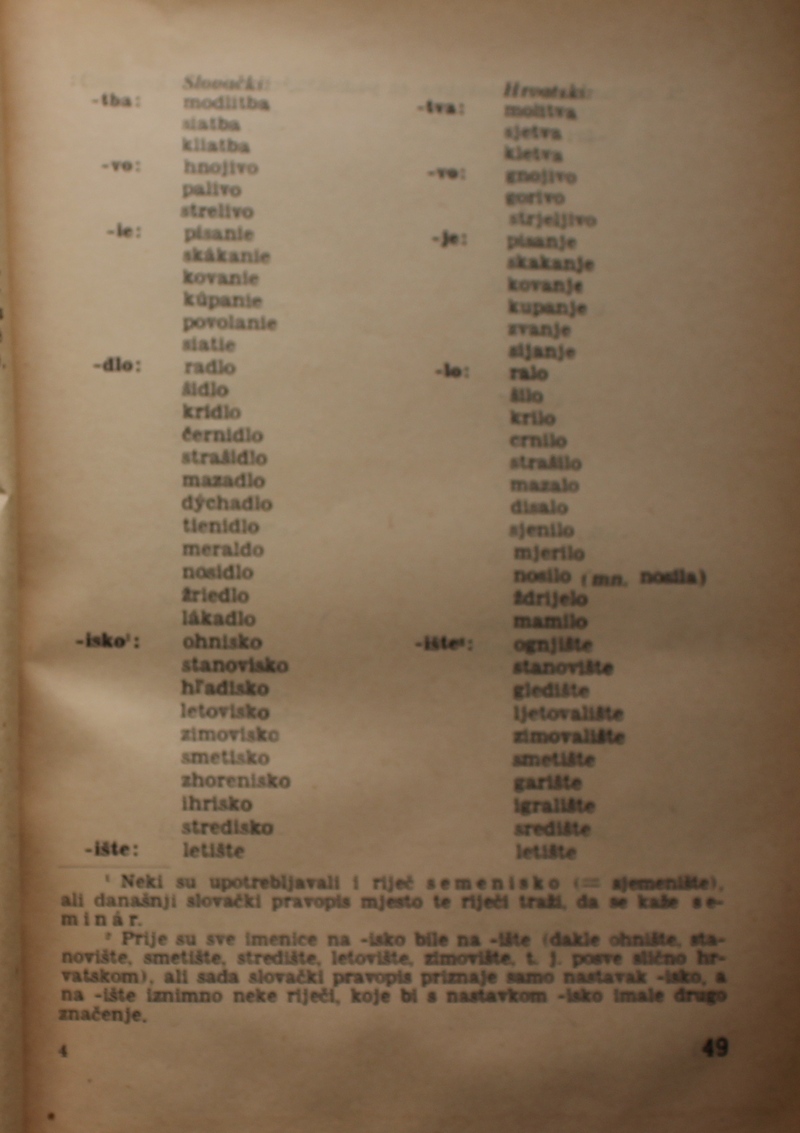 Slovački: Hrvatski:
-tba: modlitba -tva: molitva
siatba sjetva
kliatba kletva
-vo: hnojivo -vo: gnojivo
palivo gorivo
strelivo strjeljivo
-ie: písanie -je: pisanje
skákanie skakanje
kovanie kovanje
kúpanie kupanje
povolanie zvanje
siatie sijanje
-dlo: radlo -lo: ralo
šidlo šilo
krídlo krilo
černidlo crnilo
strašidlo strašilo
mazadlo mazalo
dýchadlo disalo
tienidlo sjenilo
meraldo mjerilo
nosidlo nosilo (mn. nosila)
žriedlo ždrijelo
lákadlo mamilo
-isko¹: ohnisko -ište²: ognjište
stanovisko stanovište
hľadisko gledište
letovisko ljetovalište
zimovisko zimovalište
smetisko smetište
zhorenisko garište
ihrisko igralište
stredisko središte
-ište: letište letište
¹ Neki su upotrebljavali i riječ semenisko (= sjemenište),
ali današnji slovački pravopis mjesto te riječi traži, da se kaže se-
minár.
² Prije su sve imenice na -isko bile na -ište (dakle ohnište, sta-
novište, smetište, stredište, letovište, zimovište, t. j. posve slično hr-
vatskom), ali sada slovački pravopis priznaje samo nastavak -isko, a
na -ište iznimno neke riječi, koje bi s nastavkom -isko imale drugo
značenje.
4 49